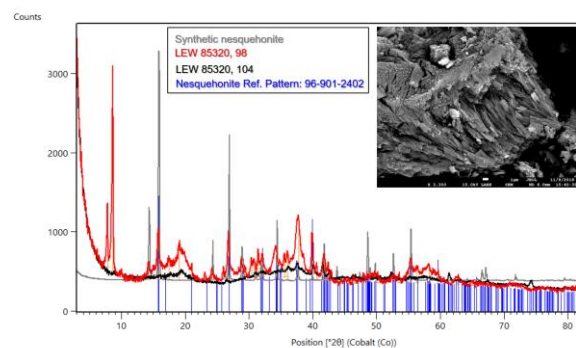 Counts
Synthetic nesquehonite
LEW 85320, 98
LEW 85320, 104
Nesquehonite Ref. Pattern: 96-901-2402
3000
2000
1000
0
10
20
30
40
50
60
70
80
Position [°2θ] (Cobalt (Co))